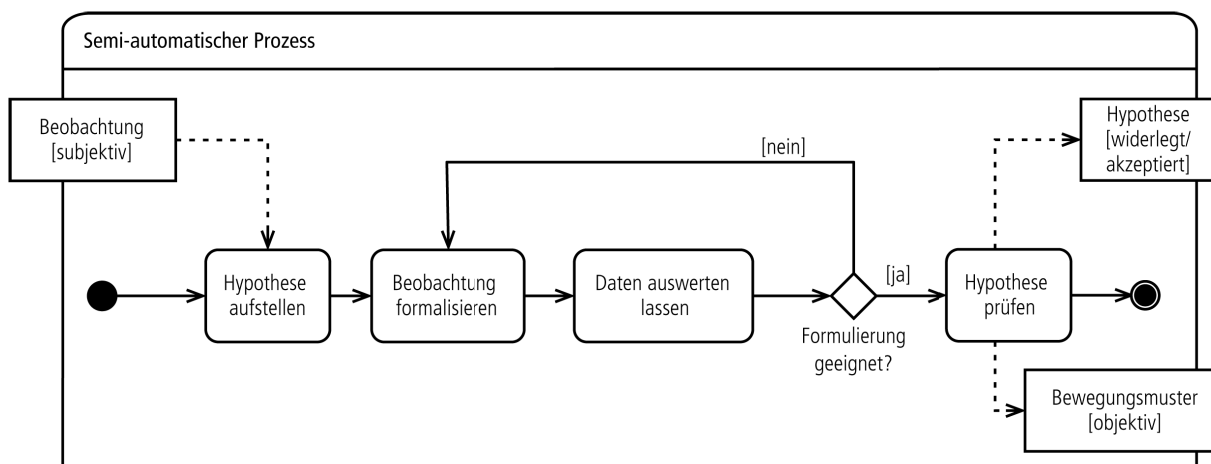 Semi-automatischer Prozess
Beobachtung
[subjektiv]
Hypothese
[widerlegt/
akzeptiert]
[nein]
Hypothese
aufstellen
Beobachtung
formalisieren
Daten auswerten
lassen
[ja]
Formulierung
geeignet?
Hypothese
prüfen
Bewegungsmuster
[objektiv]